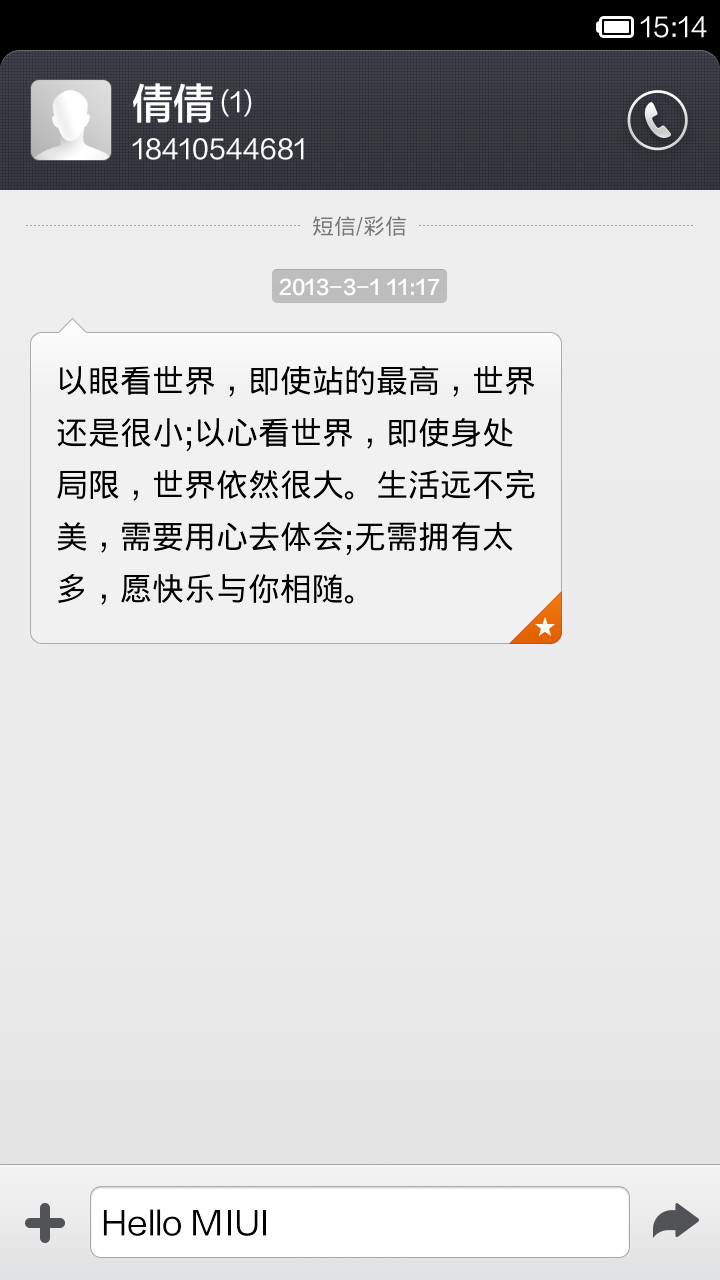 15:14
倩倩 (1)
18410544681
短信/彩信
2013-3-1 11:17
以眼看世界，即使站的最高，世界
还是很小;以心看世界，即使身处
局限，世界依然很大。生活远不完
美，需要用心去体会;无需拥有太
多，愿快乐与你相随。
Hello MIUI